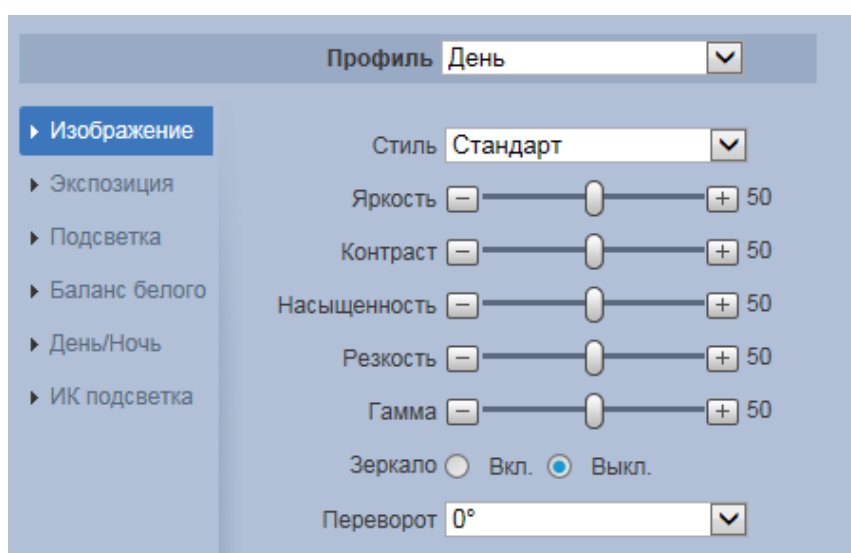 Профиль День
Изображение
Экспозиция
Подсветка
Баланс белого
День/Ночь
ИК подсветка
Стиль Стандарт
Яркость 50
Контраст 50
Насыщенность 50
Резкость 50
Гамма 50
Зеркало Вкл. Выкл.
Переворот 0°